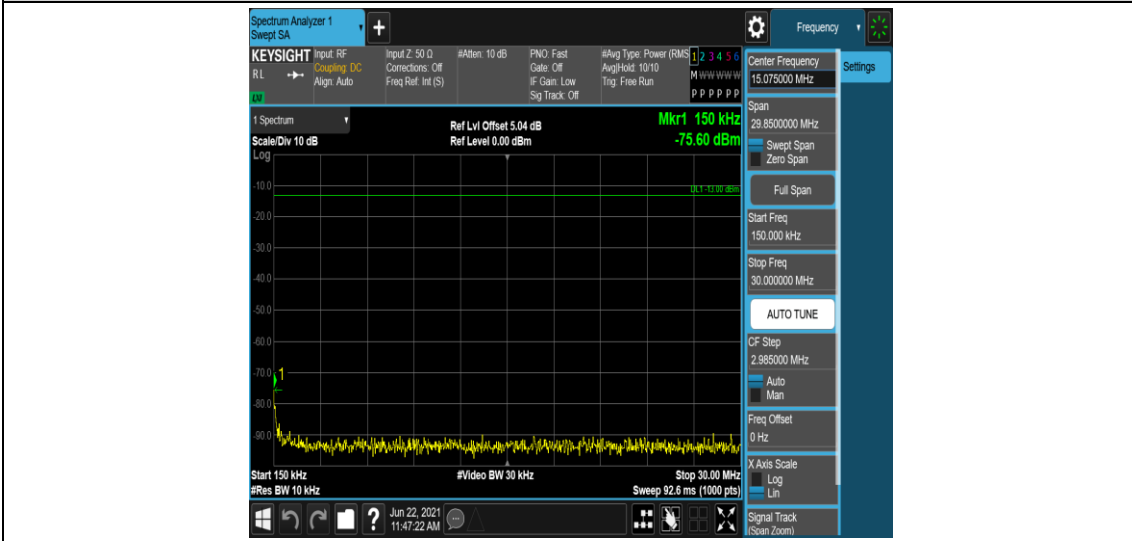 Spectrum Analyzer 1
Swept SA
+
Frequency
KEYSIGHT
RL
LXI
Input: RF
Coupling: DC
Align: Auto
Input Z: 50 Ω
Corrections: Off
Freq Ref: Int (S)
#Atten: 10 dB
PNO: Fast
Gate: Off
IF Gain: Low
Sig Track: Off
#Avg Type: Power (RMS
Avg|Hold: 10/10
Trig: Free Run
1 2 3 4 5 6
M W W W W W
P P P P P P
1 Spectrum
Scale/Div 10 dB
Log
Ref Lvl Offset 5.04 dB
Ref Level 0.00 dBm
Mkr1 150 kHz
-75.60 dBm
DL1 -13.00 dBm
-10.0
-20.0
-30.0
-40.0
-50.0
-60.0
-70.0
1
-80.0
-90.0
Start 150 kHz
#Res BW 10 kHz
#Video BW 30 kHz
Stop 30.00 MHz
Sweep 92.6 ms (1000 pts)
?
Jun 22, 2021
11:47:22 AM
Center Frequency
15.075000 MHz
Settings
Span
29.8500000 MHz
Swept Span
Zero Span
Full Span
Start Freq
150.000 kHz
Stop Freq
30.000000 MHz
AUTO TUNE
CF Step
2.985000 MHz
Auto
Man
Freq Offset
0 Hz
X Axis Scale
Log
Lin
Signal Track
(Span Zoom)